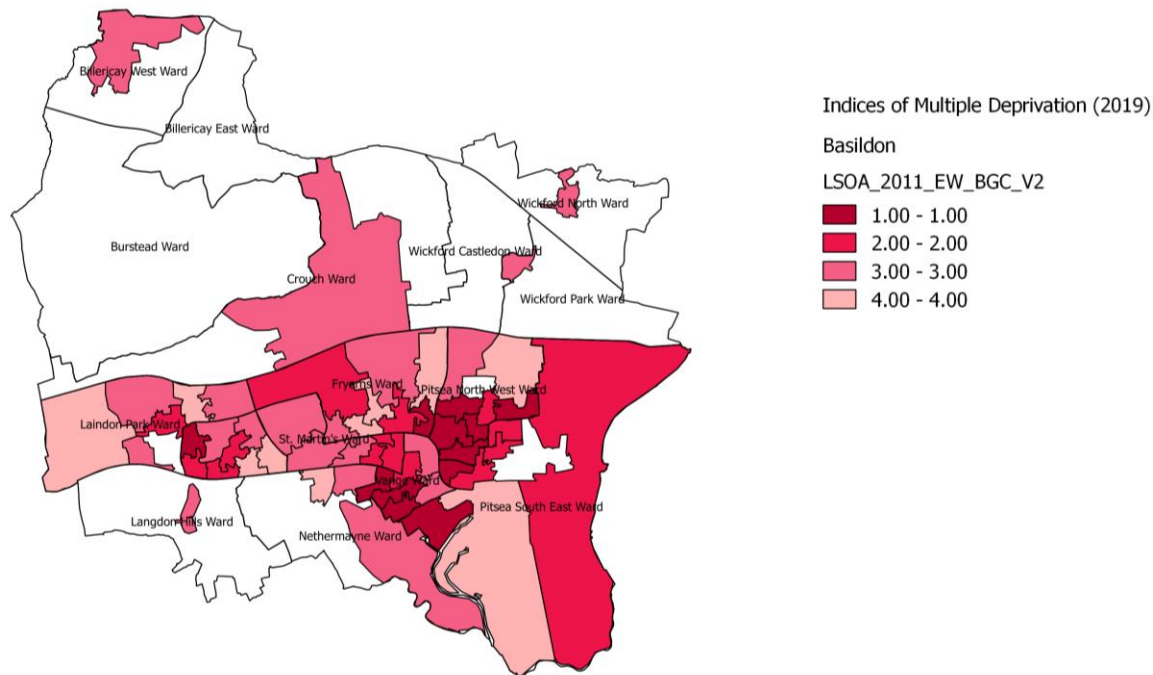 Billericay West Ward
Billericay East Ward
Wickford North Ward
Burstead Ward
Wickford Castledon Ward
Crouch Ward
Wickford Park Ward
Fryerns Ward
Pitsea North West Ward
Laindon Park Ward
St. Martin's Ward
Vange Ward
Pitsea South East Ward
Langdon Hills Ward
Nethermayne Ward
Indices of Multiple Deprivation (2019)
Basildon
LSOA_2011_EW_BGC_V2
1.00 - 1.00
2.00 - 2.00
3.00 - 3.00
4.00 - 4.00